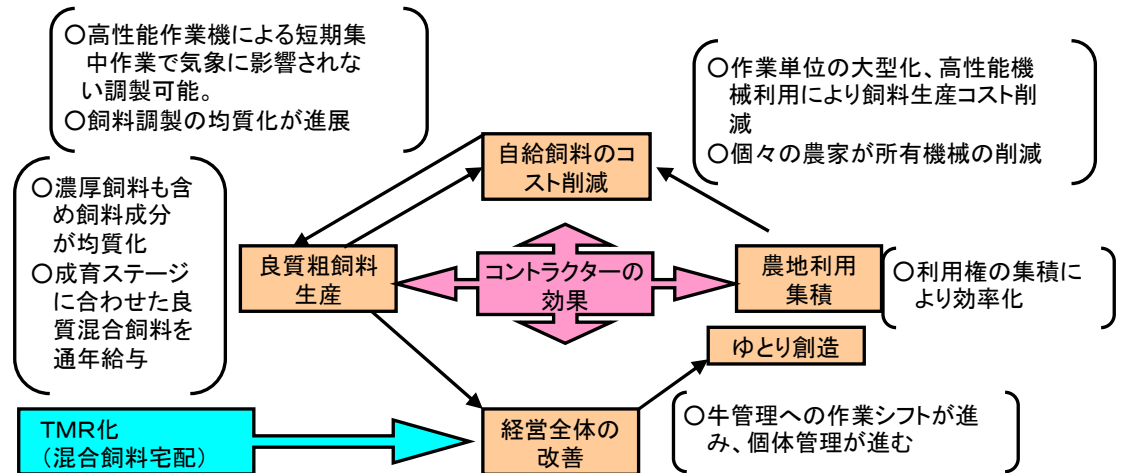 ○高性能作業機による短期集
中作業で気象に影響されな
い調製可能。
○飼料調製の均質化が進展
○作業単位の大型化、高性能機
械利用により飼料生産コスト削
減
○個々の農家が所有機械の削減
自給飼料のコ
スト削減
○濃厚飼料も含
め飼料成分
が均質化
○成育ステージ
に合わせた良
質混合飼料を
通年給与
良質粗飼料
生産
コントラクターの
効果
農地利用
集積
○利用権の集積に
より効率化
ゆとり創造
TMR化
(混合飼料宅配)
経営全体の
改善
○牛管理への作業シフトが進
み、個体管理が進む